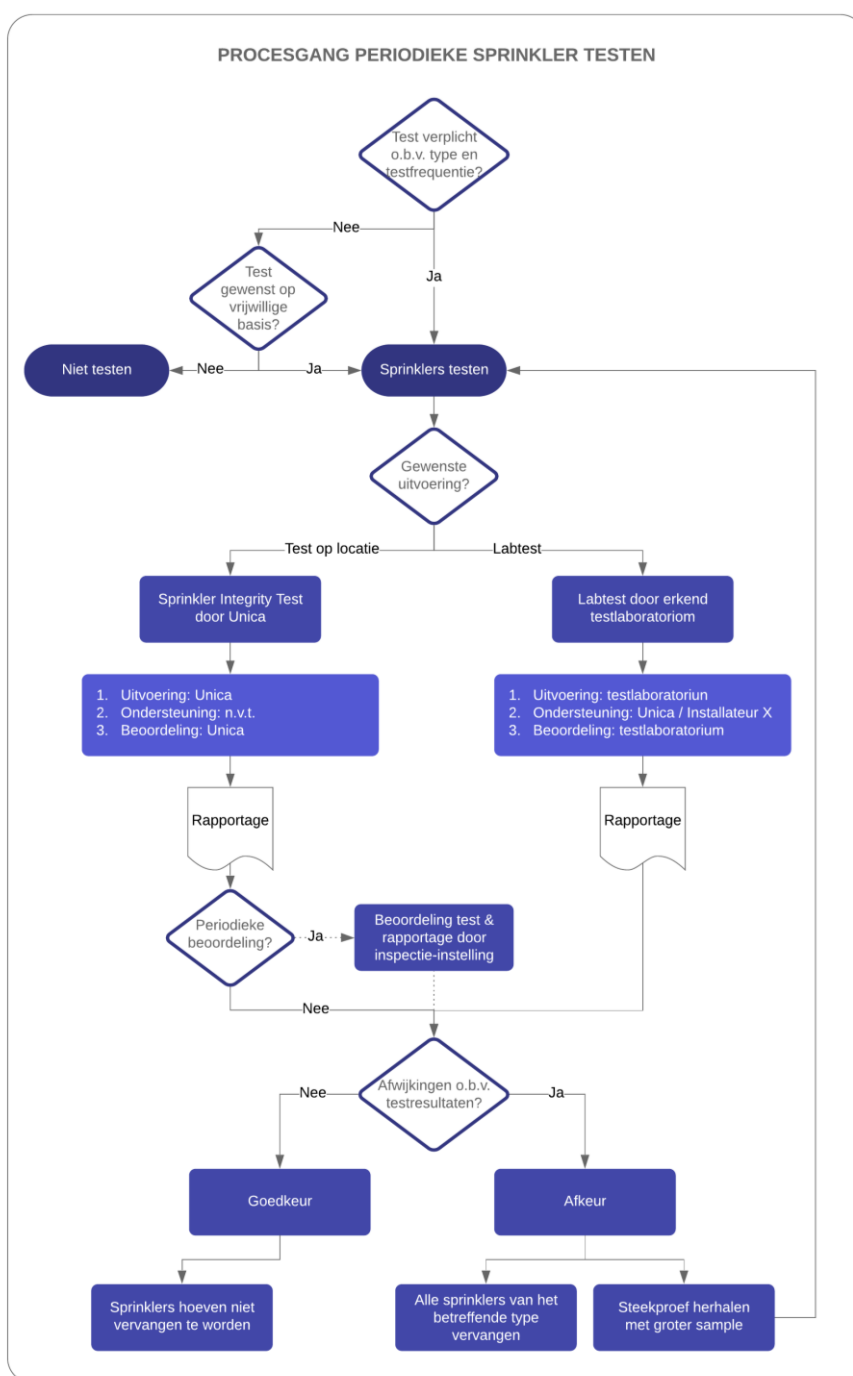 PROCESGANG PERIODIEKE SPRINKLER TESTEN
Test verplicht
o.b.v. type en
testfrequentie?
Nee
Ja
Test
gewenst op
vrijwillige
basis?
Niet testen
Nee
Ja
Sprinklers testen
Gewenste
uitvoering?
Test op locatie
Labtest
Sprinkler Integrity Test
door Unica
Labtest door erkend
testlaboratoriom
1. Uitvoering: Unica
2. Ondersteuning: n.v.t.
3. Beoordeling: Unica
1. Uitvoering: testlaboratoriun
2. Ondersteuning: Unica / Installateur X
3. Beoordeling: testlaboratorium
Rapportage
Rapportage
Periodieke
beoordeling?
Ja
Beoordeling test &
rapportage door
inspectie-instelling
Nee
Afwijkingen o.b.v.
testresultaten?
Nee
Ja
Goedkeur
Afkeur
Sprinklers hoeven niet
vervangen te worden
Alle sprinklers van het
betreffende type
vervangen
Steekproef herhalen
met groter sample